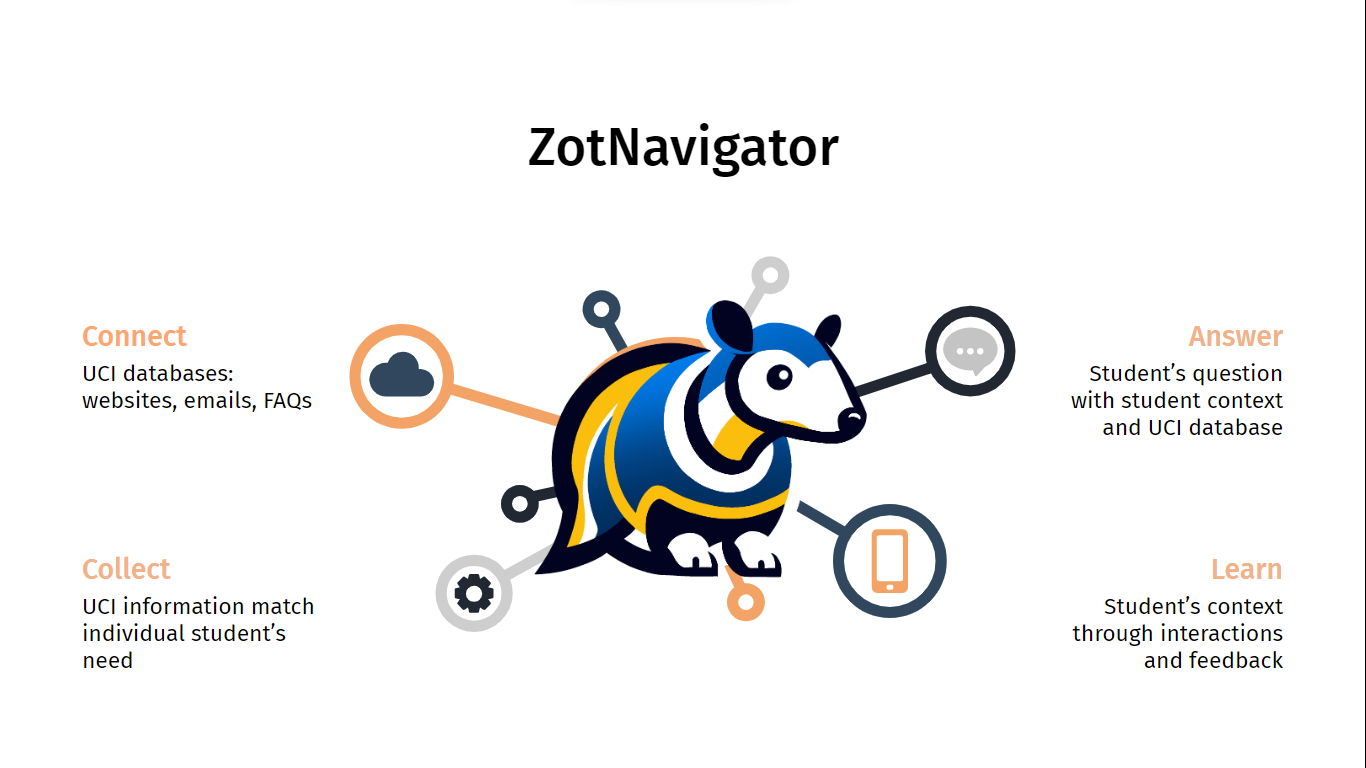 ZotNavigator
Connect
UCI databases:
websites, emails, FAQs
Collect
UCI information match
individual student’s
need
Answer
Student’s question
with student context
and UCI database
Learn
Student’s context
through interactions
and feedback